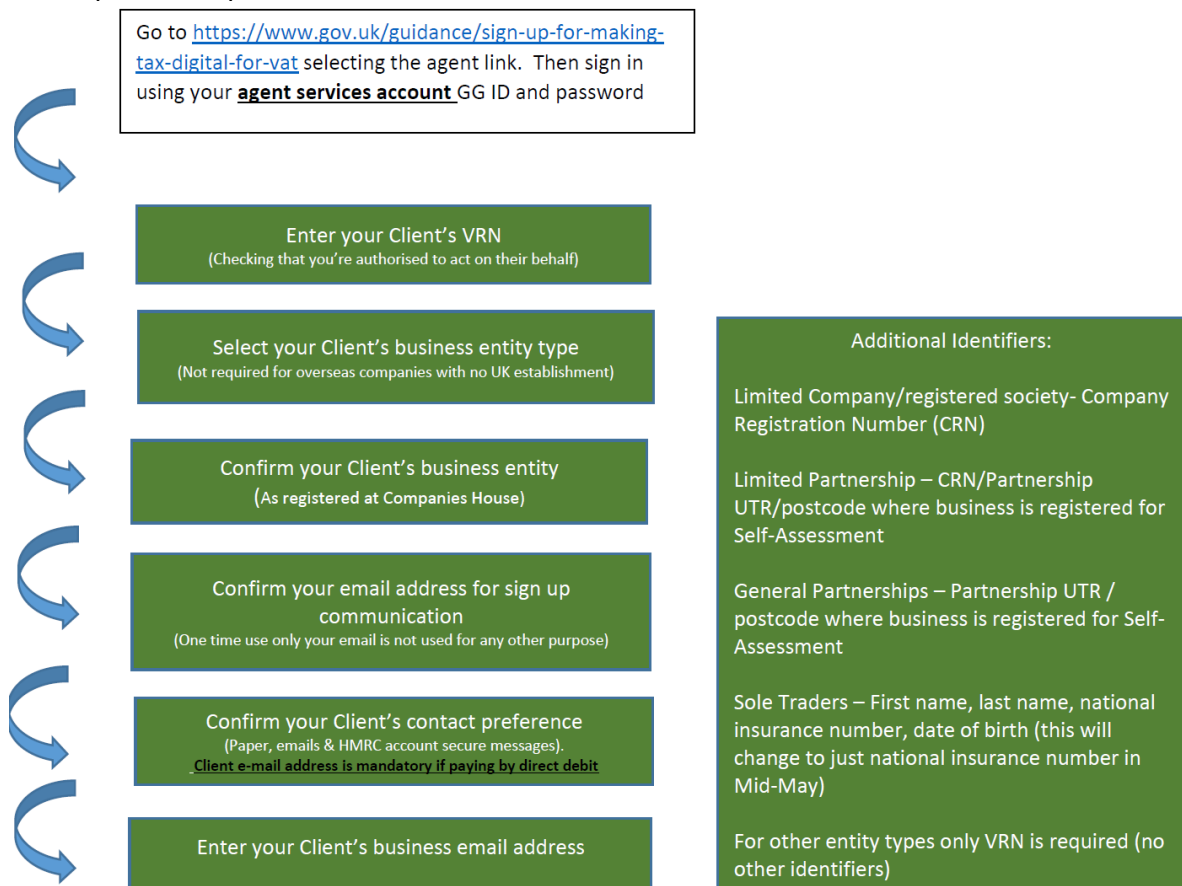 Go to https://www.gov.uk/guidance/sign-up-for-making-
tax-digital-for-vat selecting the agent link.  Then sign in
using your agent services account GG ID and password
Enter your Client's VRN
(Checking that you're authorised to act on their behalf)
Select your Client's business entity type
(Not required for overseas companies with no UK establishment)
Confirm your Client's business entity
(As registered at Companies House)
Confirm your email address for sign up
communication
(One time use only your email is not used for any other purpose)
Confirm your Client's contact preference
(Paper, emails & HMRC account secure messages).
Client e-mail address is mandatory if paying by direct debit
Enter your Client's business email address
Additional Identifiers:
Limited Company/registered society- Company
Registration Number (CRN)
Limited Partnership – CRN/Partnership
UTR/postcode where business is registered for
Self-Assessment
General Partnerships – Partnership UTR /
postcode where business is registered for Self-
Assessment
Sole Traders – First name, last name, national
insurance number, date of birth (this will
change to just national insurance number in
Mid-May)
For other entity types only VRN is required (no
other identifiers)